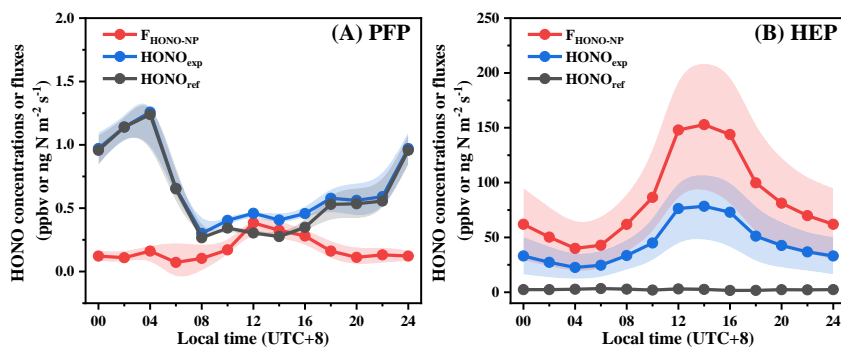 (A) PFP
F_HONO-NP
HONO_exp
HONO_ref
HONO concentrations or fluxes
(ppbv or ng N m⁻² s⁻¹)
2.0
1.5
1.0
0.5
0.0
00 04 08 12 16 20 24
Local time (UTC+8)
(B) HEP
F_HONO-NP
HONO_exp
HONO_ref
HONO concentrations or fluxes
(ppbv or ng N m⁻² s⁻¹)
250
200
150
100
50
0
00 04 08 12 16 20 24
Local time (UTC+8)